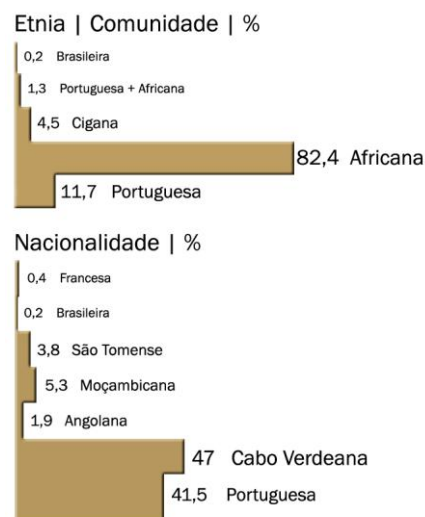 Etnia | Comunidade | %
0,2 Brasileira
1,3 Portuguesa + Africana
4,5 Cigana
82,4 Africana
11,7 Portuguesa
Nacionalidade | %
0,4 Francesa
0,2 Brasileira
3,8 São Tomense
5,3 Moçambicana
1,9 Angolana
47 Cabo Verdeana
41,5 Portuguesa